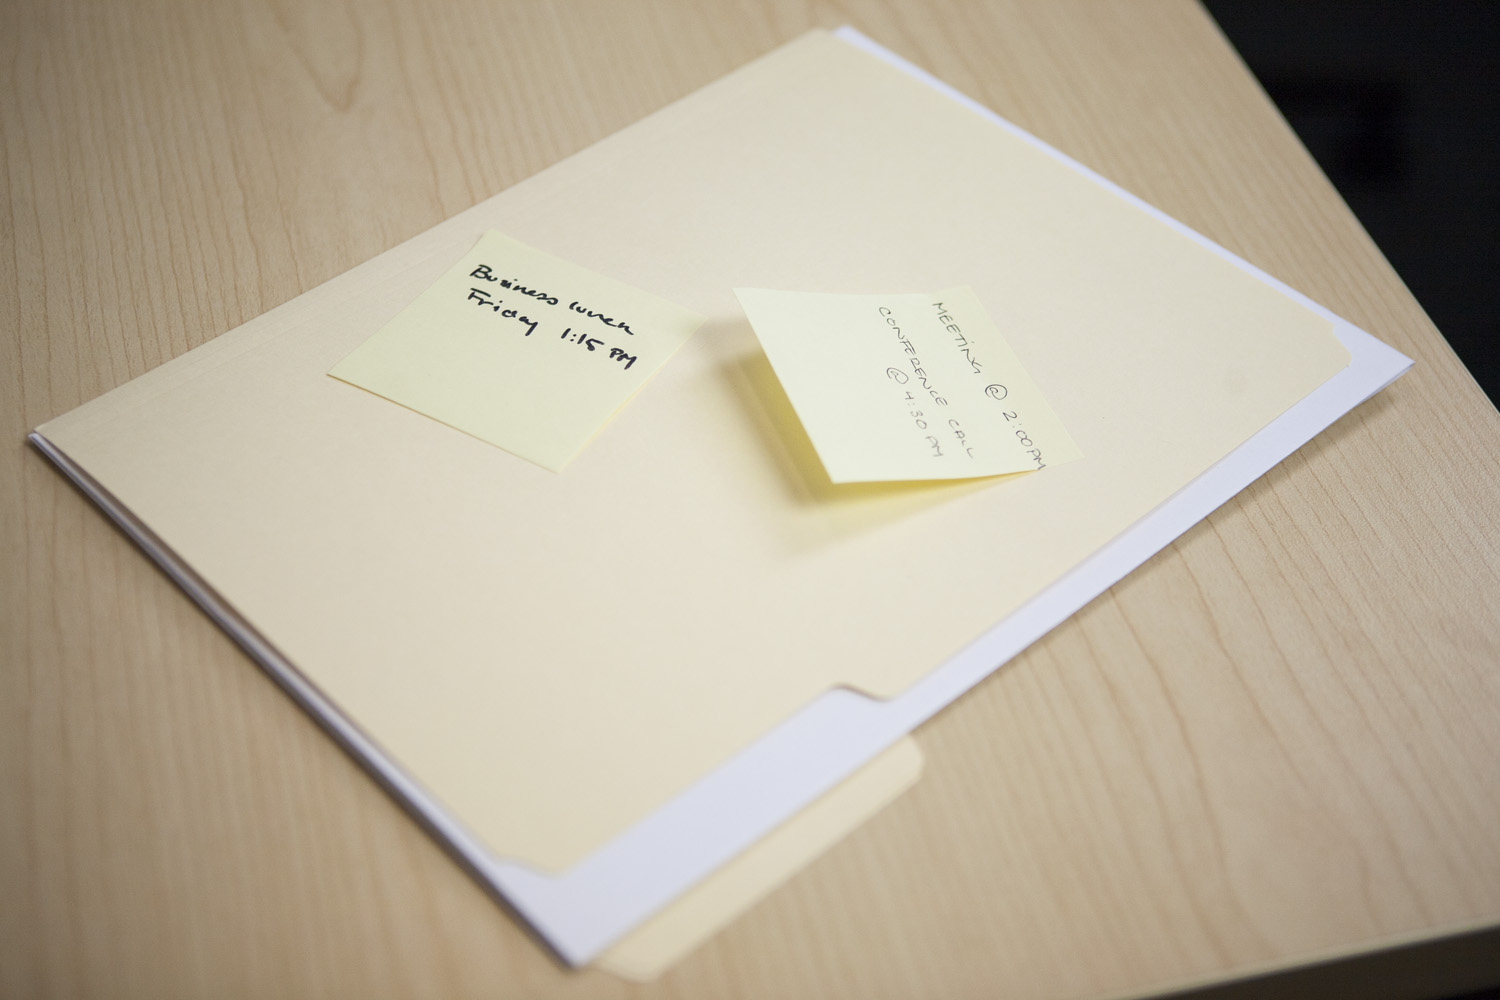 Business lunch
Friday 1:15 PM
MEETING @ 2:00PM
CONFERENCE CALL
@ 4:30 PM